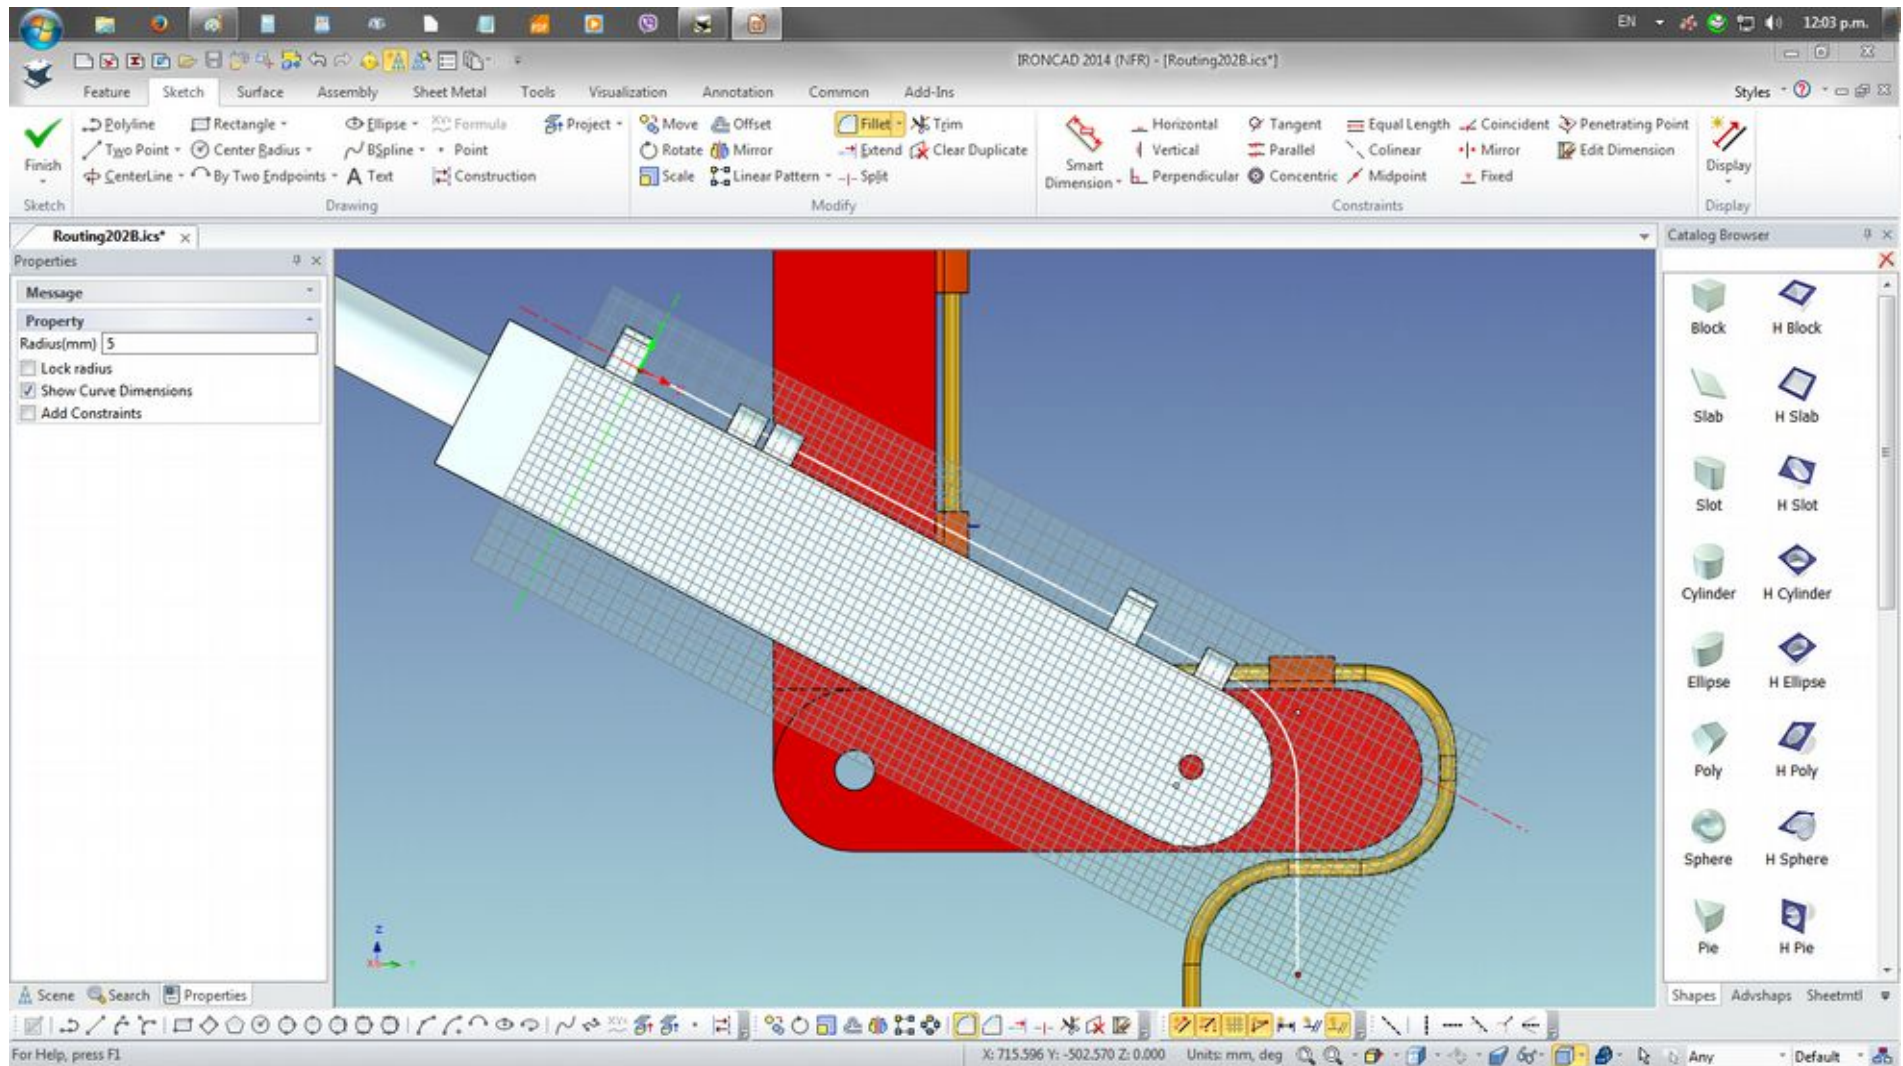 EN 12:03 p.m.
IRONCAD 2014 (NFR) - [Routing202B.ics*]
Feature Sketch Surface Assembly Sheet Metal Tools Visualization Annotation Common Add-Ins Styles
Polyline Rectangle Ellipse Formula Project Move Offset Fillet Trim Horizontal Tangent Equal Length Coincident Penetrating Point
Two Point Center Radius BSpline Point Rotate Mirror Extend Clear Duplicate Vertical Parallel Colinear Mirror Edit Dimension
Finish Smart Display
CenterLine By Two Endpoints A Text Construction Scale Linear Pattern Split Dimension Perpendicular Concentric Midpoint Fixed
Sketch Drawing Modify Constraints Display
Routing202B.ics* Catalog Browser
Properties
Message
Property
Radius(mm) 5
Lock radius
Show Curve Dimensions
Add Constraints
Block H Block
Slab H Slab
Slot H Slot
Cylinder H Cylinder
Ellipse H Ellipse
Poly H Poly
Sphere H Sphere
Pie H Pie
Z
X
Scene Search Properties Shapes Advshaps Sheetmtl
For Help, press F1 X: 715.596 Y: -502.570 Z: 0.000 Units: mm, deg Any Default